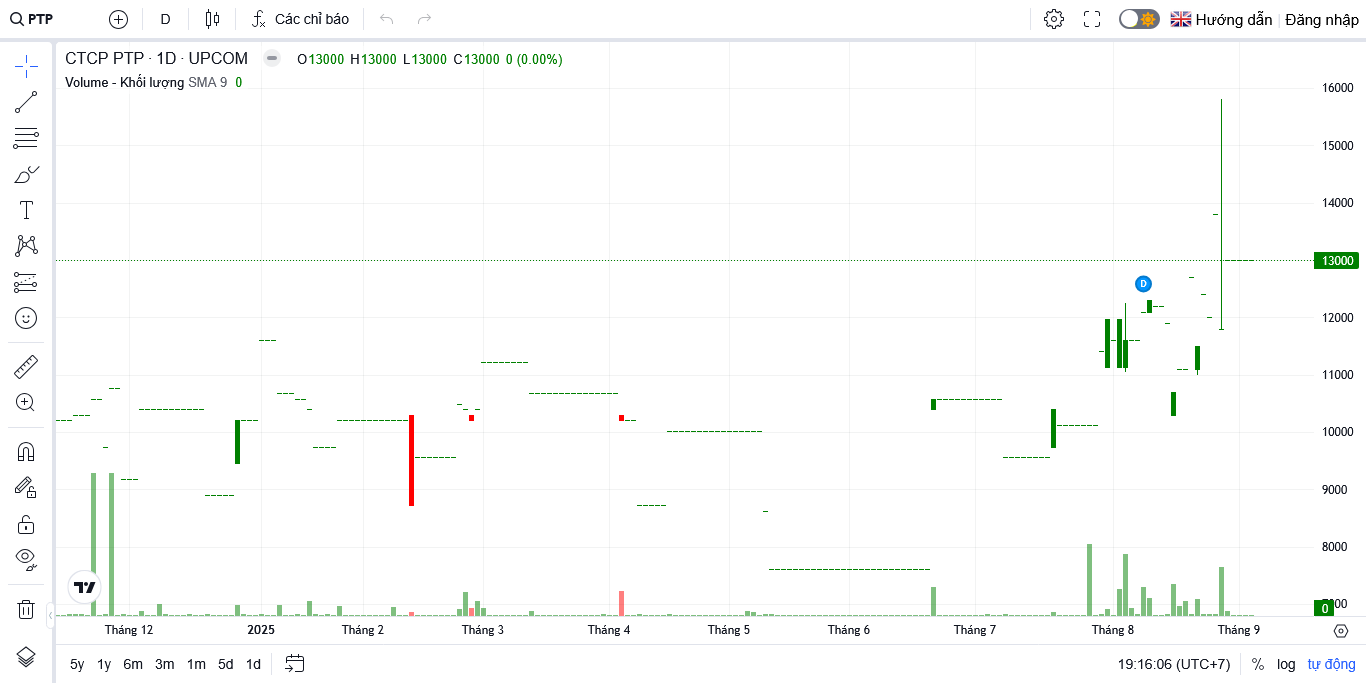 PTP D Các chỉ báo Hướng dẫn Đăng nhập
CTCP PTP · 1D · UPCOM O13000 H13000 L13000 C13000 0 (0.00%)
Volume - Khối lượng SMA 9 0
16000
15000
14000
13000
D
12000
11000
10000
9000
8000
0
Tháng 12 2025 Tháng 2 Tháng 3 Tháng 4 Tháng 5 Tháng 6 Tháng 7 Tháng 8 Tháng 9
5y 1y 6m 3m 1m 5d 1d 19:16:06 (UTC+7) % log tự động